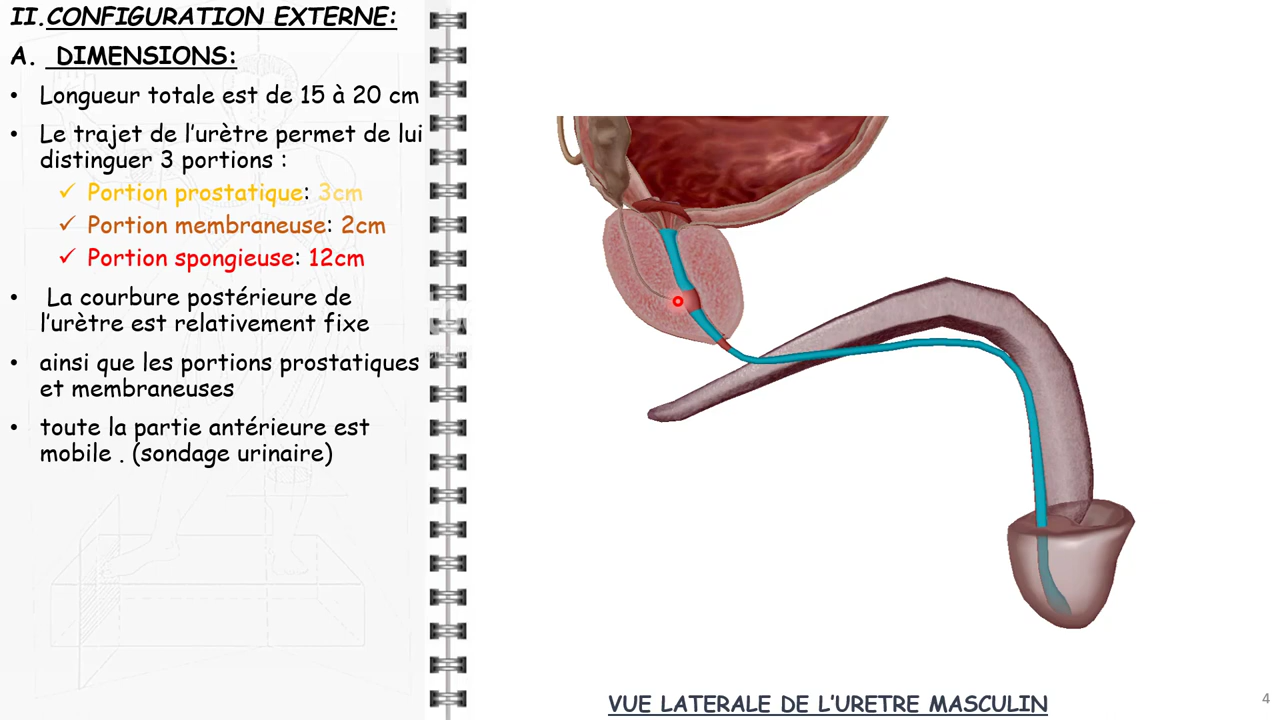 II.CONFIGURATION EXTERNE:
A. DIMENSIONS:
• Longueur totale est de 15 à 20 cm
• Le trajet de l'urètre permet de lui
distinguer 3 portions :
✓ Portion prostatique: 3cm
✓ Portion membraneuse: 2cm
✓ Portion spongieuse: 12cm
• La courbure postérieure de
l'urètre est relativement fixe
• ainsi que les portions prostatiques
et membraneuses
• toute la partie antérieure est
mobile . (sondage urinaire)
VUE LATERALE DE L'URETRE MASCULIN
4